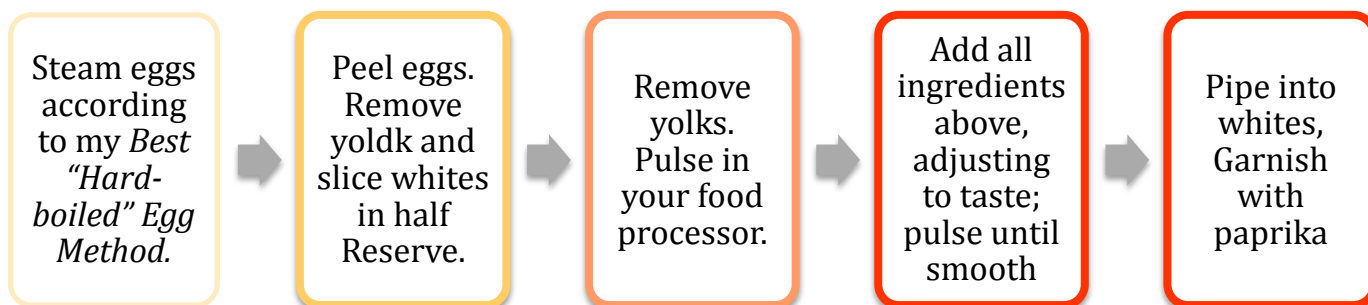 Steam eggs
according
to my Best
“Hard-
boiled” Egg
Method.
Peel eggs.
Remove
yoldk and
slice whites
in half
Reserve.
Remove
yolks.
Pulse in
your food
processor.
Add all
ingredients
above,
adjusting
to taste;
pulse until
smooth
Pipe into
whites,
Garnish
with
paprika